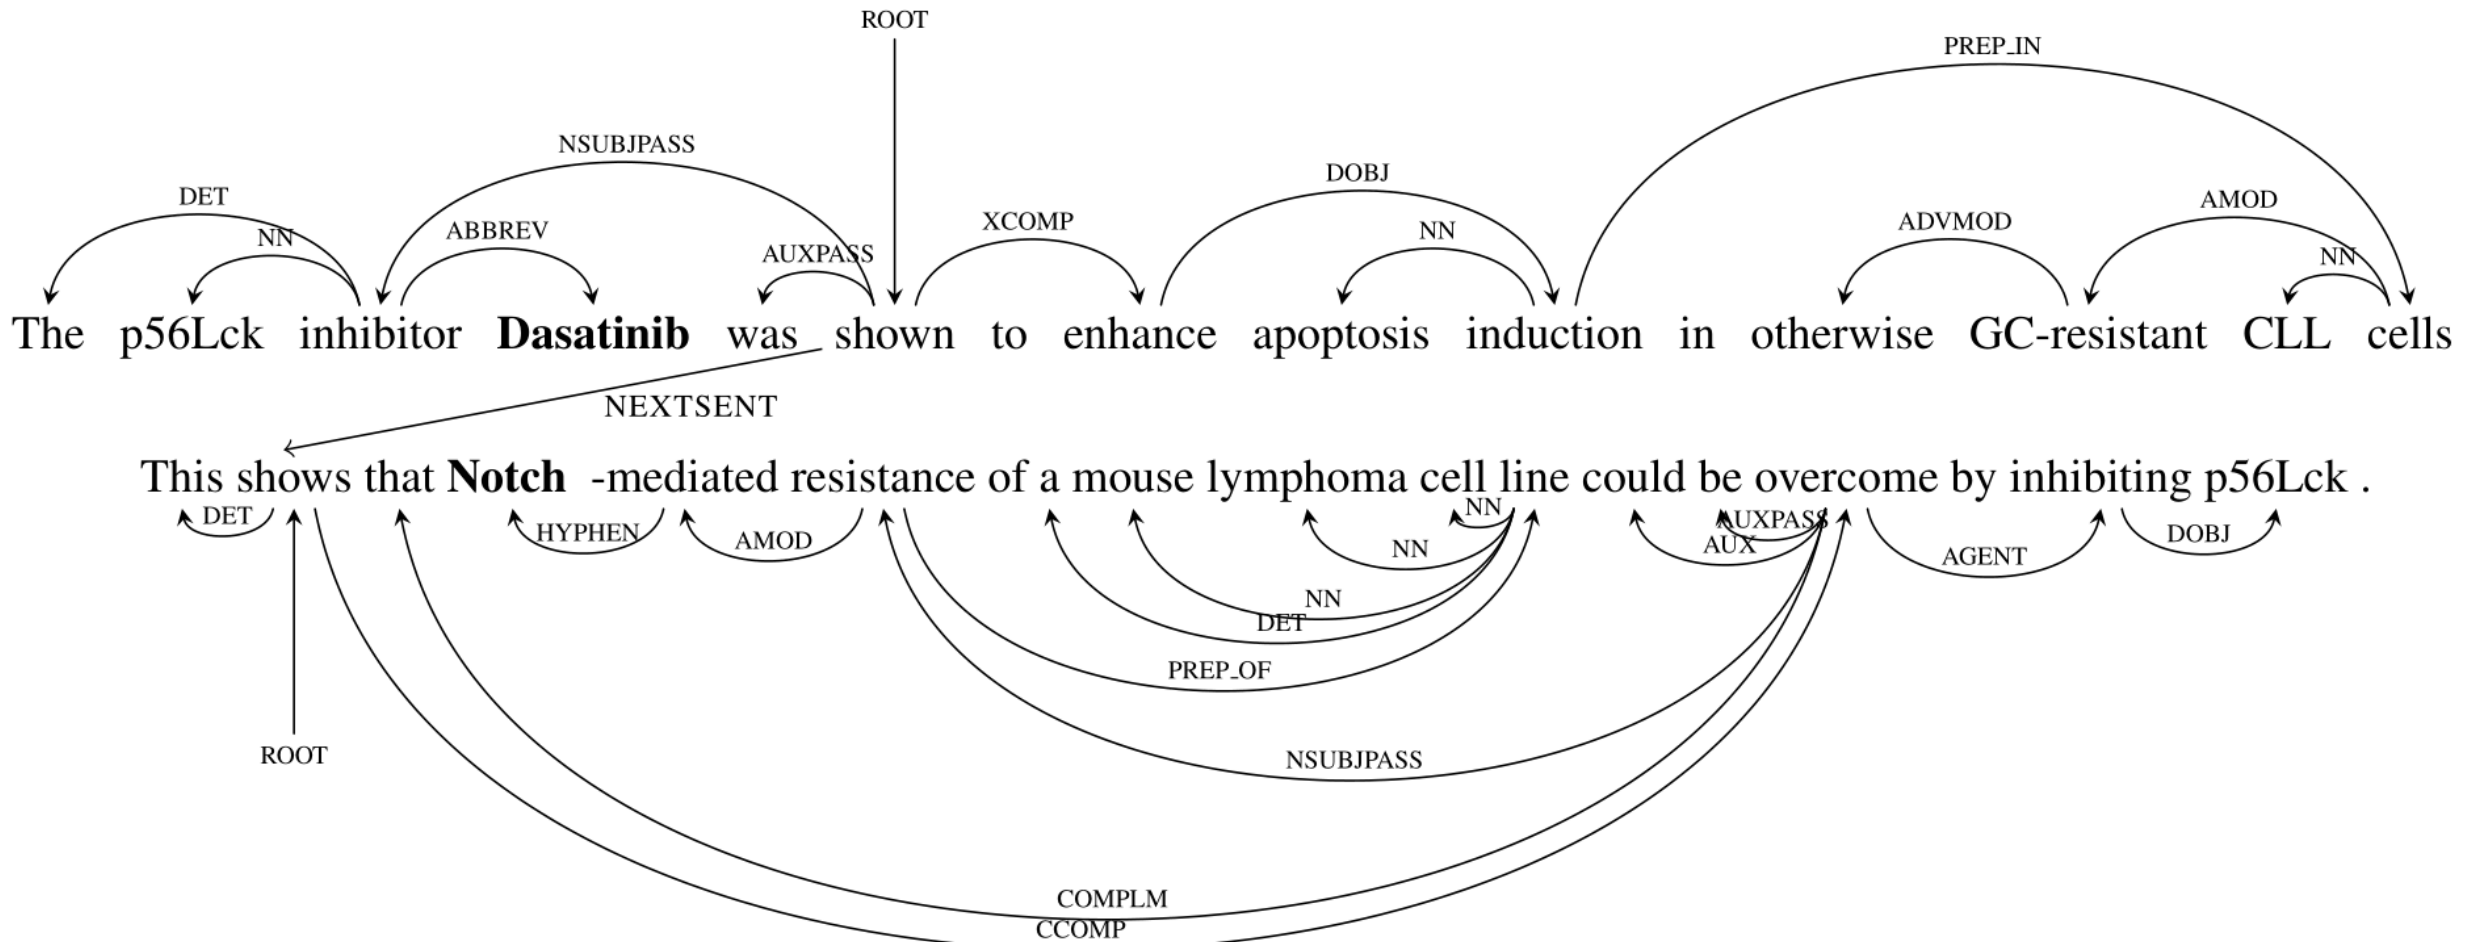 ROOT
PREP_IN
NSUBJPASS
DOBJ
DET
AMOD
XCOMP
ADVMOD
NN
ABBREV
NN
AUXPASS
NN
The p56Lck inhibitor Dasatinib was shown to enhance apoptosis induction in otherwise GC-resistant CLL cells
NEXTSENT
This shows that Notch -mediated resistance of a mouse lymphoma cell line could be overcome by inhibiting p56Lck .
NN
DET
AUXPASS
HYPHEN
DOBJ
AMOD
AUX
NN
AGENT
NN
DET
PREP_OF
ROOT
NSUBJPASS
COMPLM
CCOMP